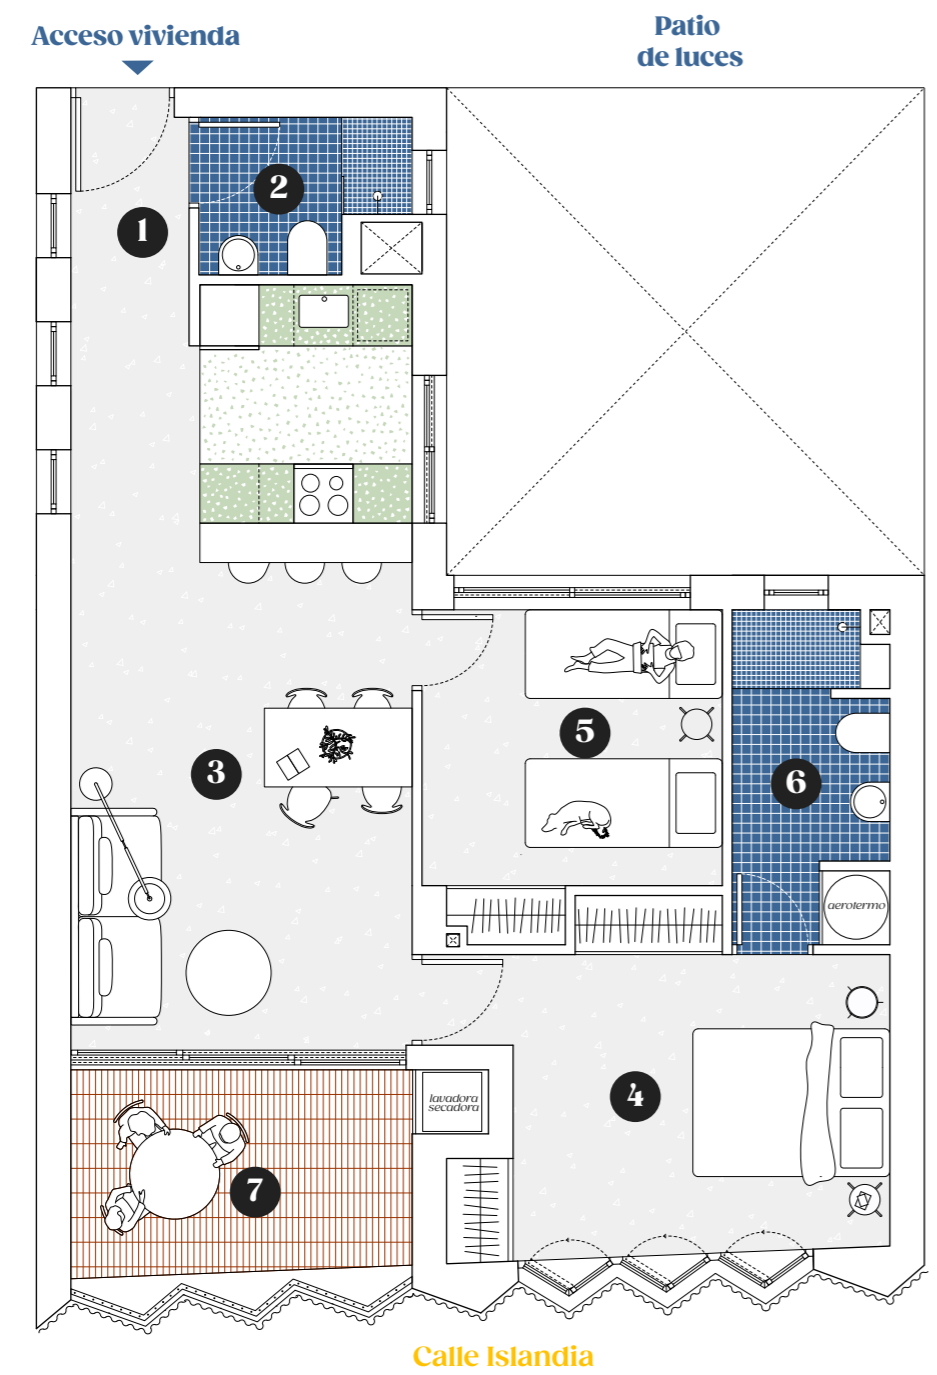 Acceso vivienda
Patio
de luces
1
2
3
5
6
aerotermo
4
lavadora
secadora
7
Calle Islandia